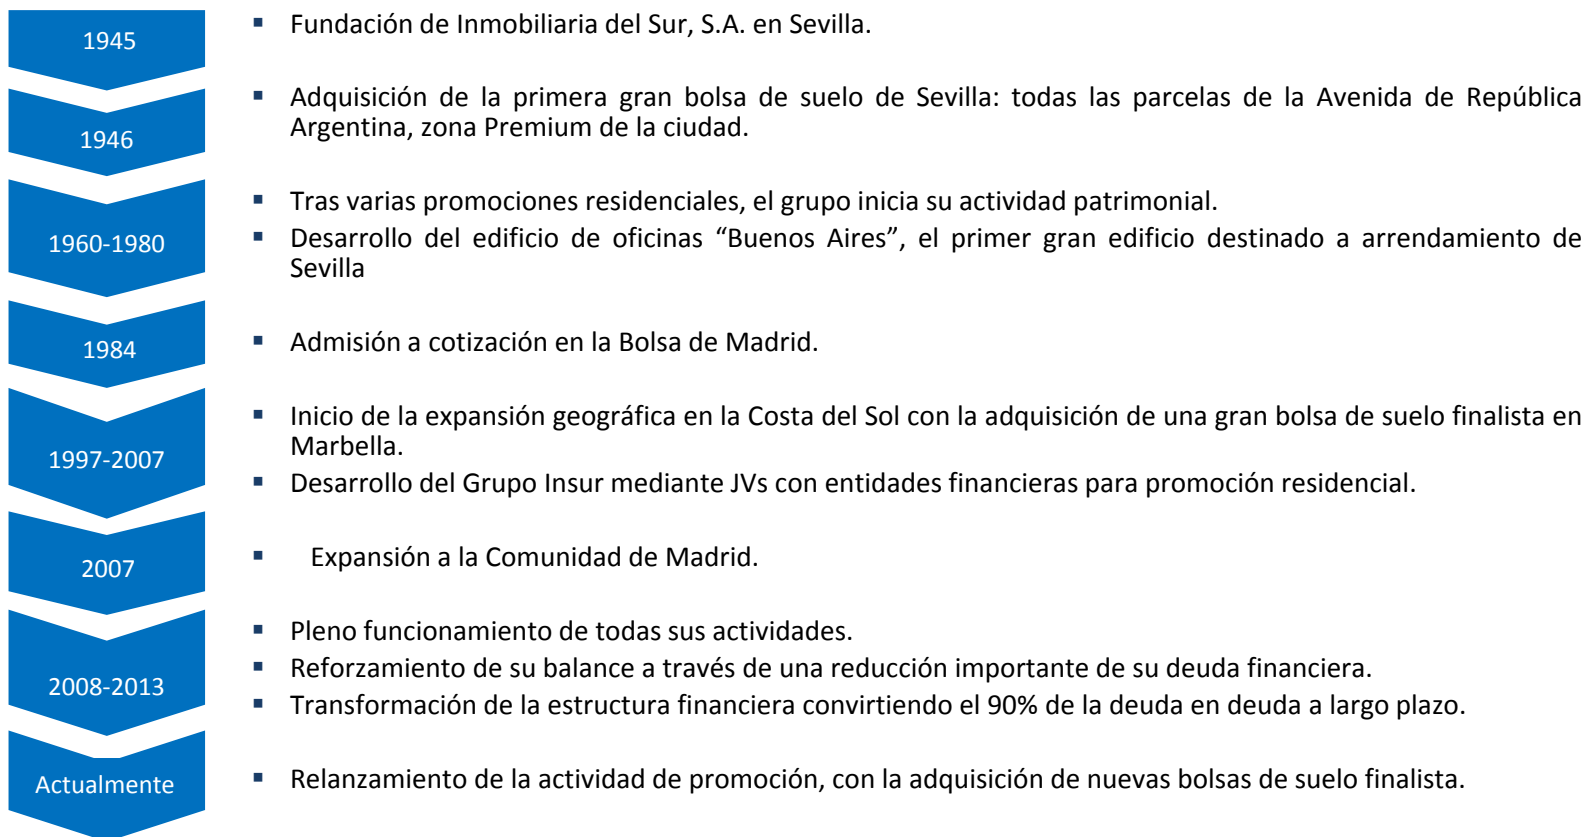 1945
▪ Fundación de Inmobiliaria del Sur, S.A. en Sevilla.
1946
▪ Adquisición de la primera gran bolsa de suelo de Sevilla: todas las parcelas de la Avenida de República
Argentina, zona Premium de la ciudad.
1960-1980
▪ Tras varias promociones residenciales, el grupo inicia su actividad patrimonial.
▪ Desarrollo del edificio de oficinas “Buenos Aires”, el primer gran edificio destinado a arrendamiento de
Sevilla
1984
▪ Admisión a cotización en la Bolsa de Madrid.
1997-2007
▪ Inicio de la expansión geográfica en la Costa del Sol con la adquisición de una gran bolsa de suelo finalista en
Marbella.
▪ Desarrollo del Grupo Insur mediante JVs con entidades financieras para promoción residencial.
2007
▪ Expansión a la Comunidad de Madrid.
2008-2013
▪ Pleno funcionamiento de todas sus actividades.
▪ Reforzamiento de su balance a través de una reducción importante de su deuda financiera.
▪ Transformación de la estructura financiera convirtiendo el 90% de la deuda en deuda a largo plazo.
Actualmente
▪ Relanzamiento de la actividad de promoción, con la adquisición de nuevas bolsas de suelo finalista.